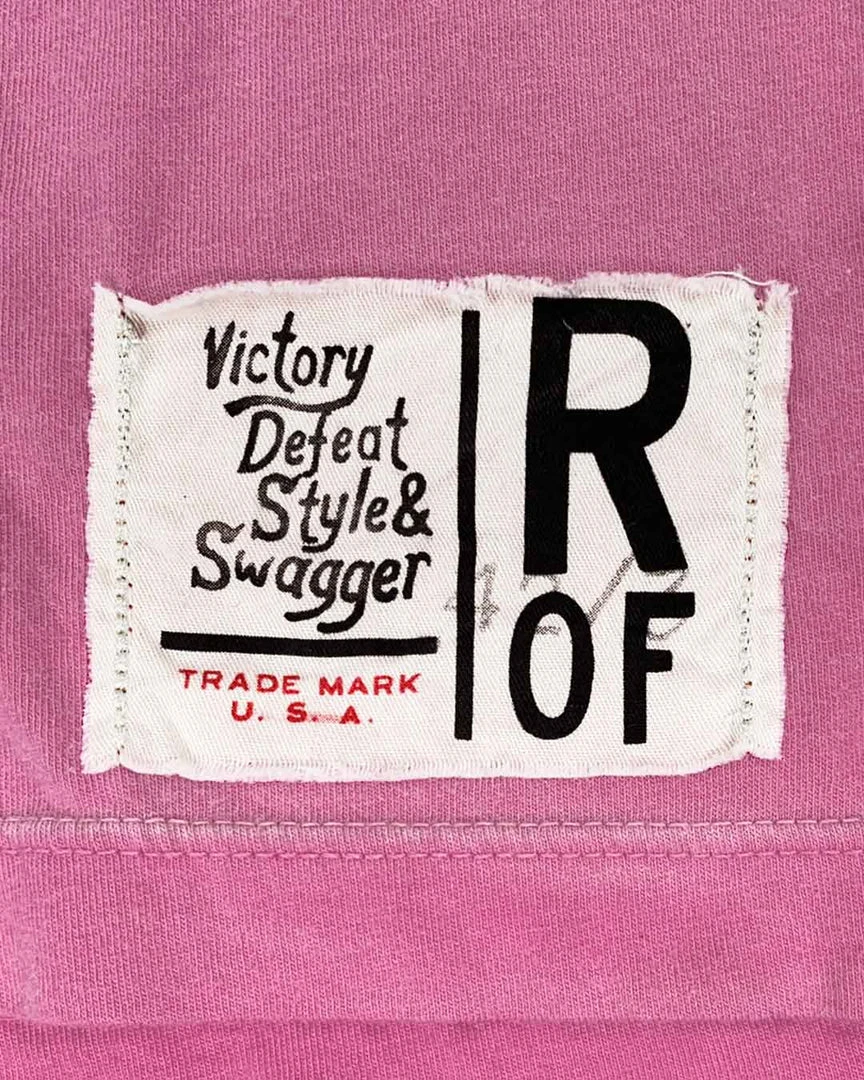 Victory
Defeat
Style &
Swagger
TRADE MARK
U. S. A.
R
OF